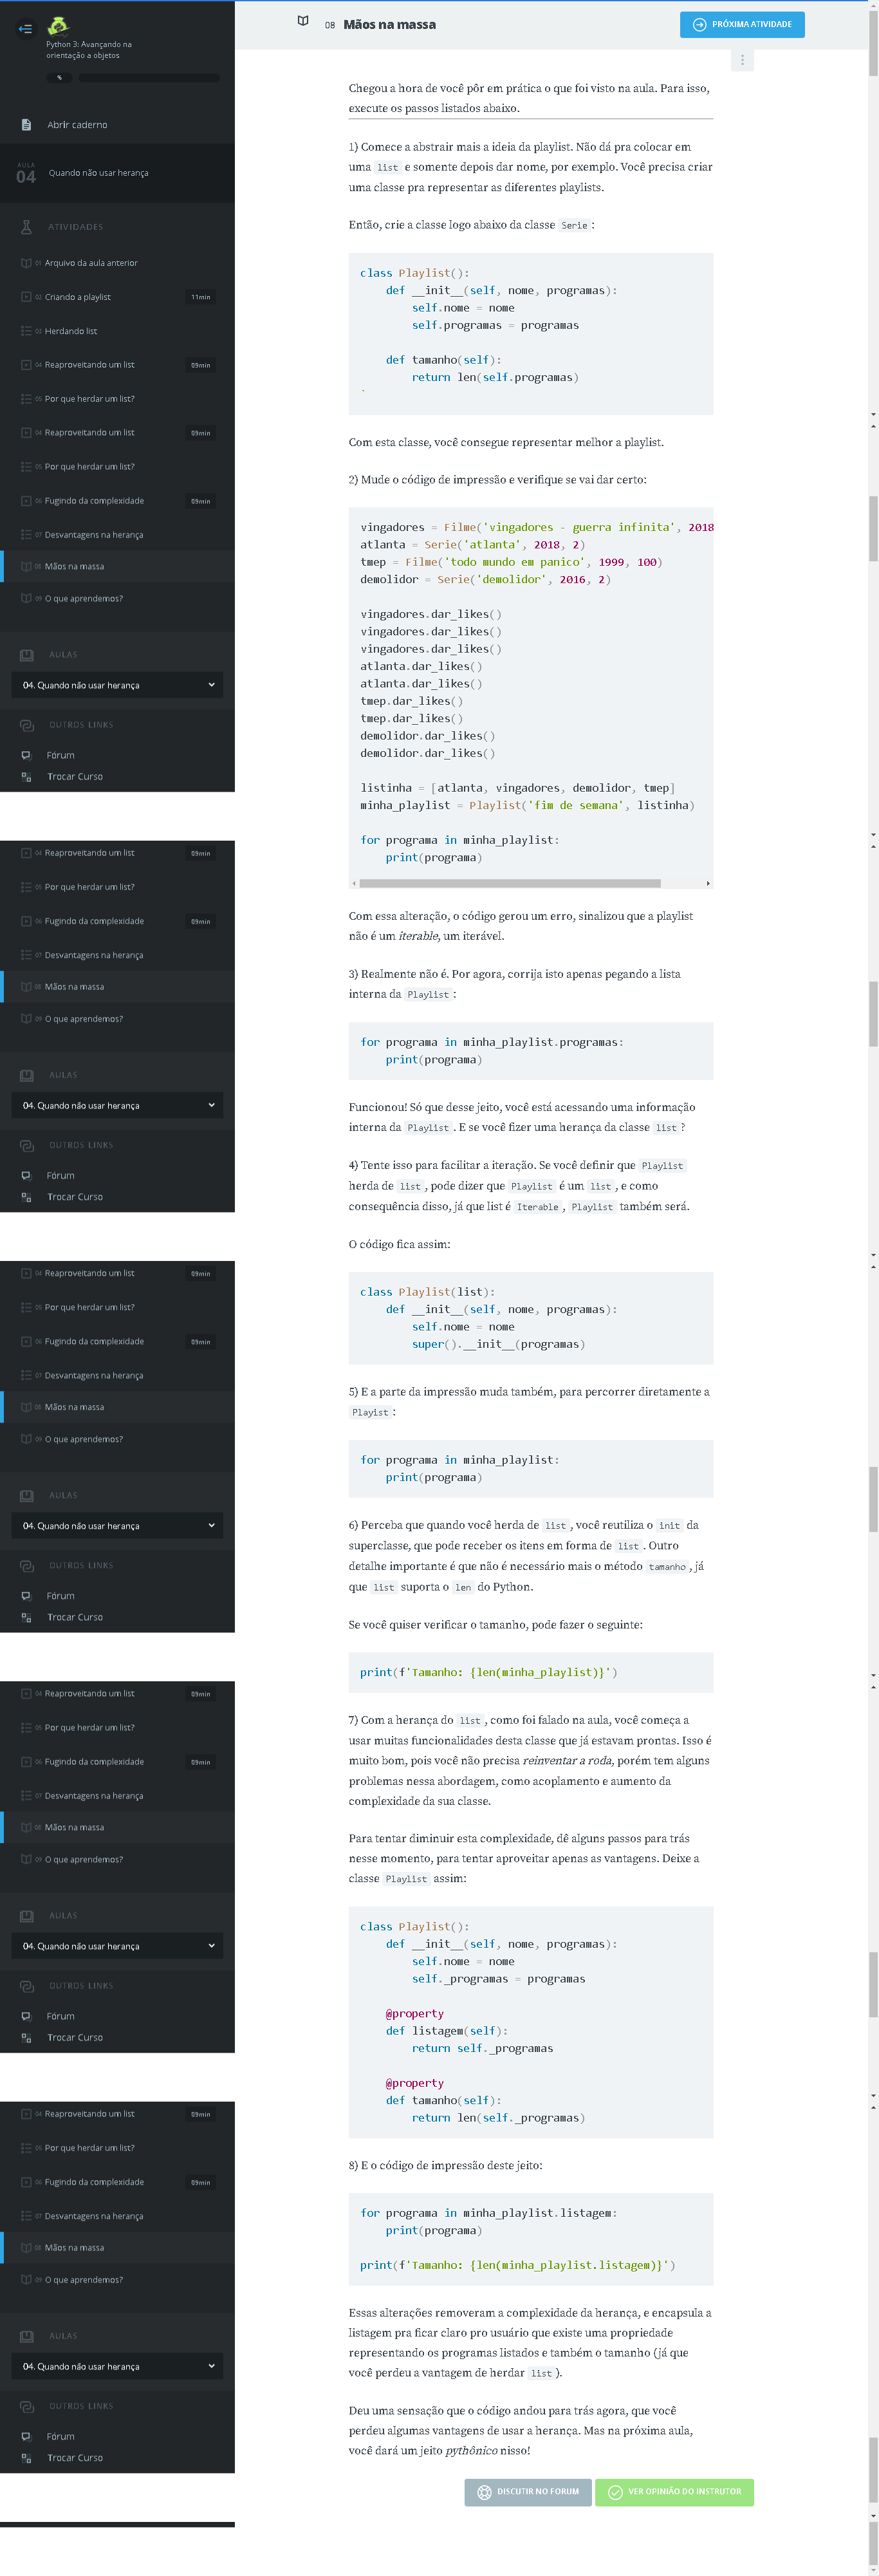 Python 3: Avançando na
orientação a objetos
%
Abrir caderno
AULA
04
Quando não usar herança
ATIVIDADES
01 Arquivo da aula anterior
02 Criando a playlist 11min
03 Herdando list
04 Reaproveitando um list 09min
05 Por que herdar um list?
04 Reaproveitando um list 09min
05 Por que herdar um list?
06 Fugindo da complexidade 09min
07 Desvantagens na herança
08 Mãos na massa
09 O que aprendemos?
AULAS
04. Quando não usar herança
OUTROS LINKS
Fórum
Trocar Curso
04 Reaproveitando um list 09min
05 Por que herdar um list?
06 Fugindo da complexidade 09min
07 Desvantagens na herança
08 Mãos na massa
09 O que aprendemos?
AULAS
04. Quando não usar herança
OUTROS LINKS
Fórum
Trocar Curso
04 Reaproveitando um list 09min
05 Por que herdar um list?
06 Fugindo da complexidade 09min
07 Desvantagens na herança
08 Mãos na massa
09 O que aprendemos?
AULAS
04. Quando não usar herança
OUTROS LINKS
Fórum
Trocar Curso
04 Reaproveitando um list 09min
05 Por que herdar um list?
06 Fugindo da complexidade 09min
07 Desvantagens na herança
08 Mãos na massa
09 O que aprendemos?
AULAS
04. Quando não usar herança
OUTROS LINKS
Fórum
Trocar Curso
04 Reaproveitando um list 09min
05 Por que herdar um list?
06 Fugindo da complexidade 09min
07 Desvantagens na herança
08 Mãos na massa
09 O que aprendemos?
AULAS
04. Quando não usar herança
OUTROS LINKS
Fórum
Trocar Curso
08 Mãos na massa
PRÓXIMA ATIVIDADE
Chegou a hora de você pôr em prática o que foi visto na aula. Para isso,
execute os passos listados abaixo.
1) Comece a abstrair mais a ideia da playlist. Não dá pra colocar em
uma list e somente depois dar nome, por exemplo. Você precisa criar
uma classe pra representar as diferentes playlists.
Então, crie a classe logo abaixo da classe Serie:
class Playlist():
    def __init__(self, nome, programas):
        self.nome = nome
        self.programas = programas
    def tamanho(self):
        return len(self.programas)
`
Com esta classe, você consegue representar melhor a playlist.
2) Mude o código de impressão e verifique se vai dar certo:
vingadores = Filme('vingadores - guerra infinita', 2018
atlanta = Serie('atlanta', 2018, 2)
tmep = Filme('todo mundo em panico', 1999, 100)
demolidor = Serie('demolidor', 2016, 2)
vingadores.dar_likes()
vingadores.dar_likes()
vingadores.dar_likes()
atlanta.dar_likes()
atlanta.dar_likes()
tmep.dar_likes()
tmep.dar_likes()
demolidor.dar_likes()
demolidor.dar_likes()
listinha = [atlanta, vingadores, demolidor, tmep]
minha_playlist = Playlist('fim de semana', listinha)
for programa in minha_playlist:
    print(programa)
Com essa alteração, o código gerou um erro, sinalizou que a playlist
não é um iterable, um iterável.
3) Realmente não é. Por agora, corrija isto apenas pegando a lista
interna da Playlist:
for programa in minha_playlist.programas:
    print(programa)
Funcionou! Só que desse jeito, você está acessando uma informação
interna da Playlist. E se você fizer uma herança da classe list?
4) Tente isso para facilitar a iteração. Se você definir que Playlist
herda de list, pode dizer que Playlist é um list, e como
consequência disso, já que list é Iterable, Playlist também será.
O código fica assim:
class Playlist(list):
    def __init__(self, nome, programas):
        self.nome = nome
        super().__init__(programas)
5) E a parte da impressão muda também, para percorrer diretamente a
Playist:
for programa in minha_playlist:
    print(programa)
6) Perceba que quando você herda de list, você reutiliza o init da
superclasse, que pode receber os itens em forma de list. Outro
detalhe importante é que não é necessário mais o método tamanho, já
que list suporta o len do Python.
Se você quiser verificar o tamanho, pode fazer o seguinte:
print(f'Tamanho: {len(minha_playlist)}')
7) Com a herança do list, como foi falado na aula, você começa a
usar muitas funcionalidades desta classe que já estavam prontas. Isso é
muito bom, pois você não precisa reinventar a roda, porém tem alguns
problemas nessa abordagem, como acoplamento e aumento da
complexidade da sua classe.
Para tentar diminuir esta complexidade, dê alguns passos para trás
nesse momento, para tentar aproveitar apenas as vantagens. Deixe a
classe Playlist assim:
class Playlist():
    def __init__(self, nome, programas):
        self.nome = nome
        self._programas = programas
    @property
    def listagem(self):
        return self._programas
    @property
    def tamanho(self):
        return len(self._programas)
8) E o código de impressão deste jeito:
for programa in minha_playlist.listagem:
    print(programa)
print(f'Tamanho: {len(minha_playlist.listagem)}')
Essas alterações removeram a complexidade da herança, e encapsula a
listagem pra ficar claro pro usuário que existe uma propriedade
representando os programas listados e também o tamanho (já que
você perdeu a vantagem de herdar list).
Deu uma sensação que o código andou para trás agora, que você
perdeu algumas vantagens de usar a herança. Mas na próxima aula,
você dará um jeito pythônico nisso!
DISCUTIR NO FORUM
VER OPINIÃO DO INSTRUTOR